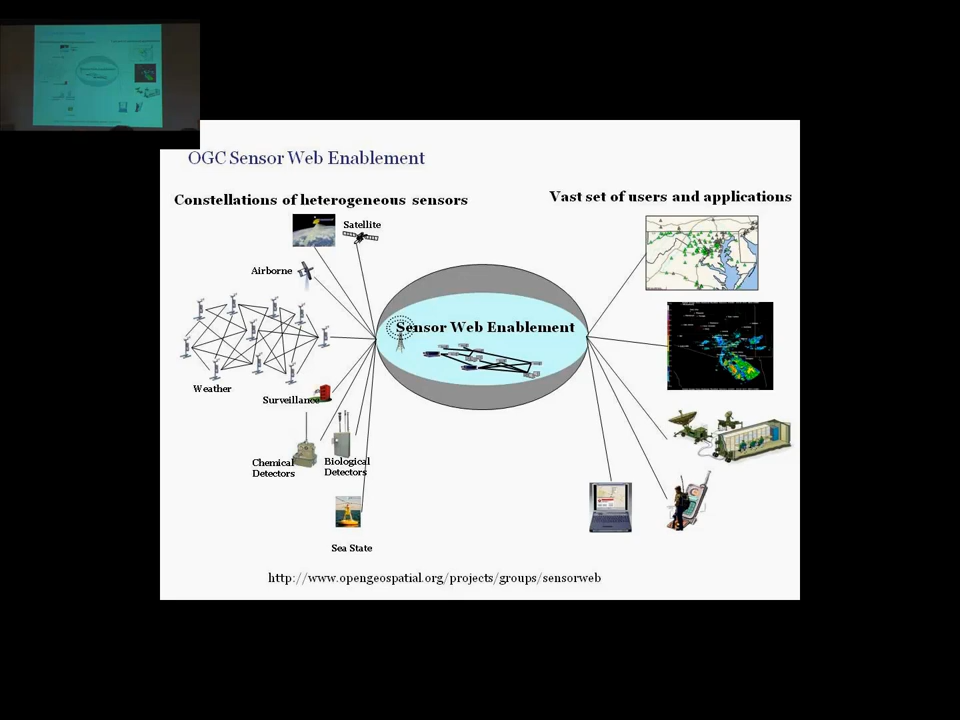 OGC Sensor Web Enablement
Constellations of heterogeneous sensors
Vast set of users and applications
Satellite
Airborne
Sensor Web Enablement
Weather
Surveillance
Chemical
Detectors
Biological
Detectors
Sea State
http://www.opengeospatial.org/projects/groups/sensorweb